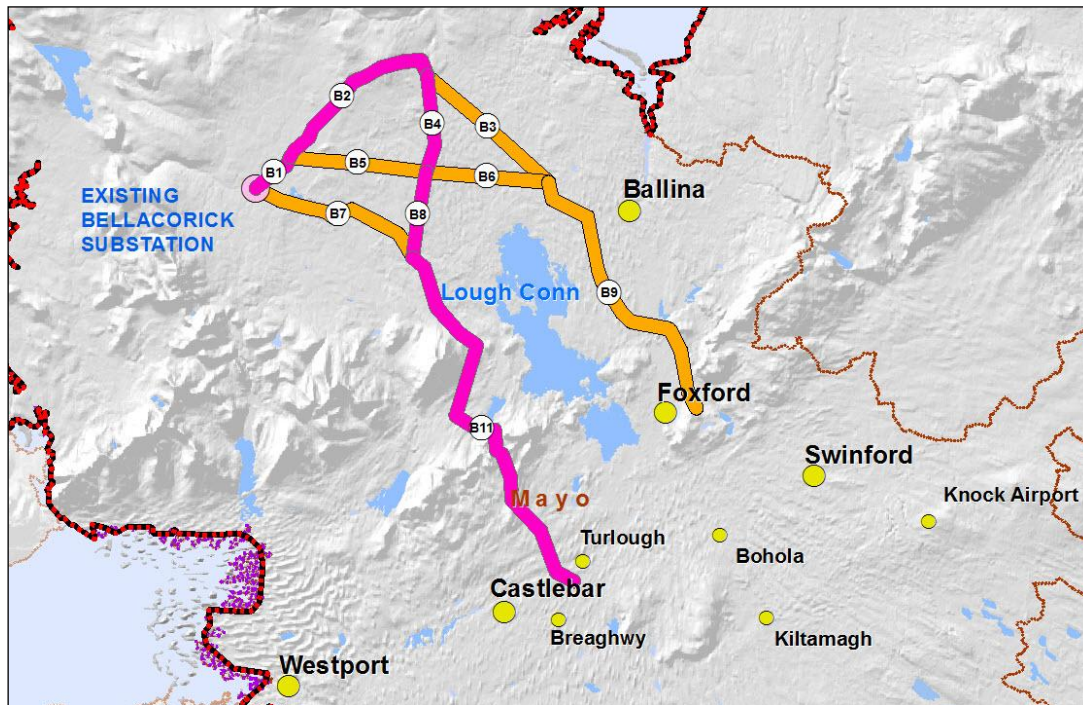 B2
B4
B3
B1
B5
B6
EXISTING
BELLACORICK
SUBSTATION
B7
B8
Ballina
Lough Conn
B9
Foxford
B11
Swinford
Mayo
Knock Airport
Turlough
Bohola
Castlebar
Breaghwy
Kiltamagh
Westport